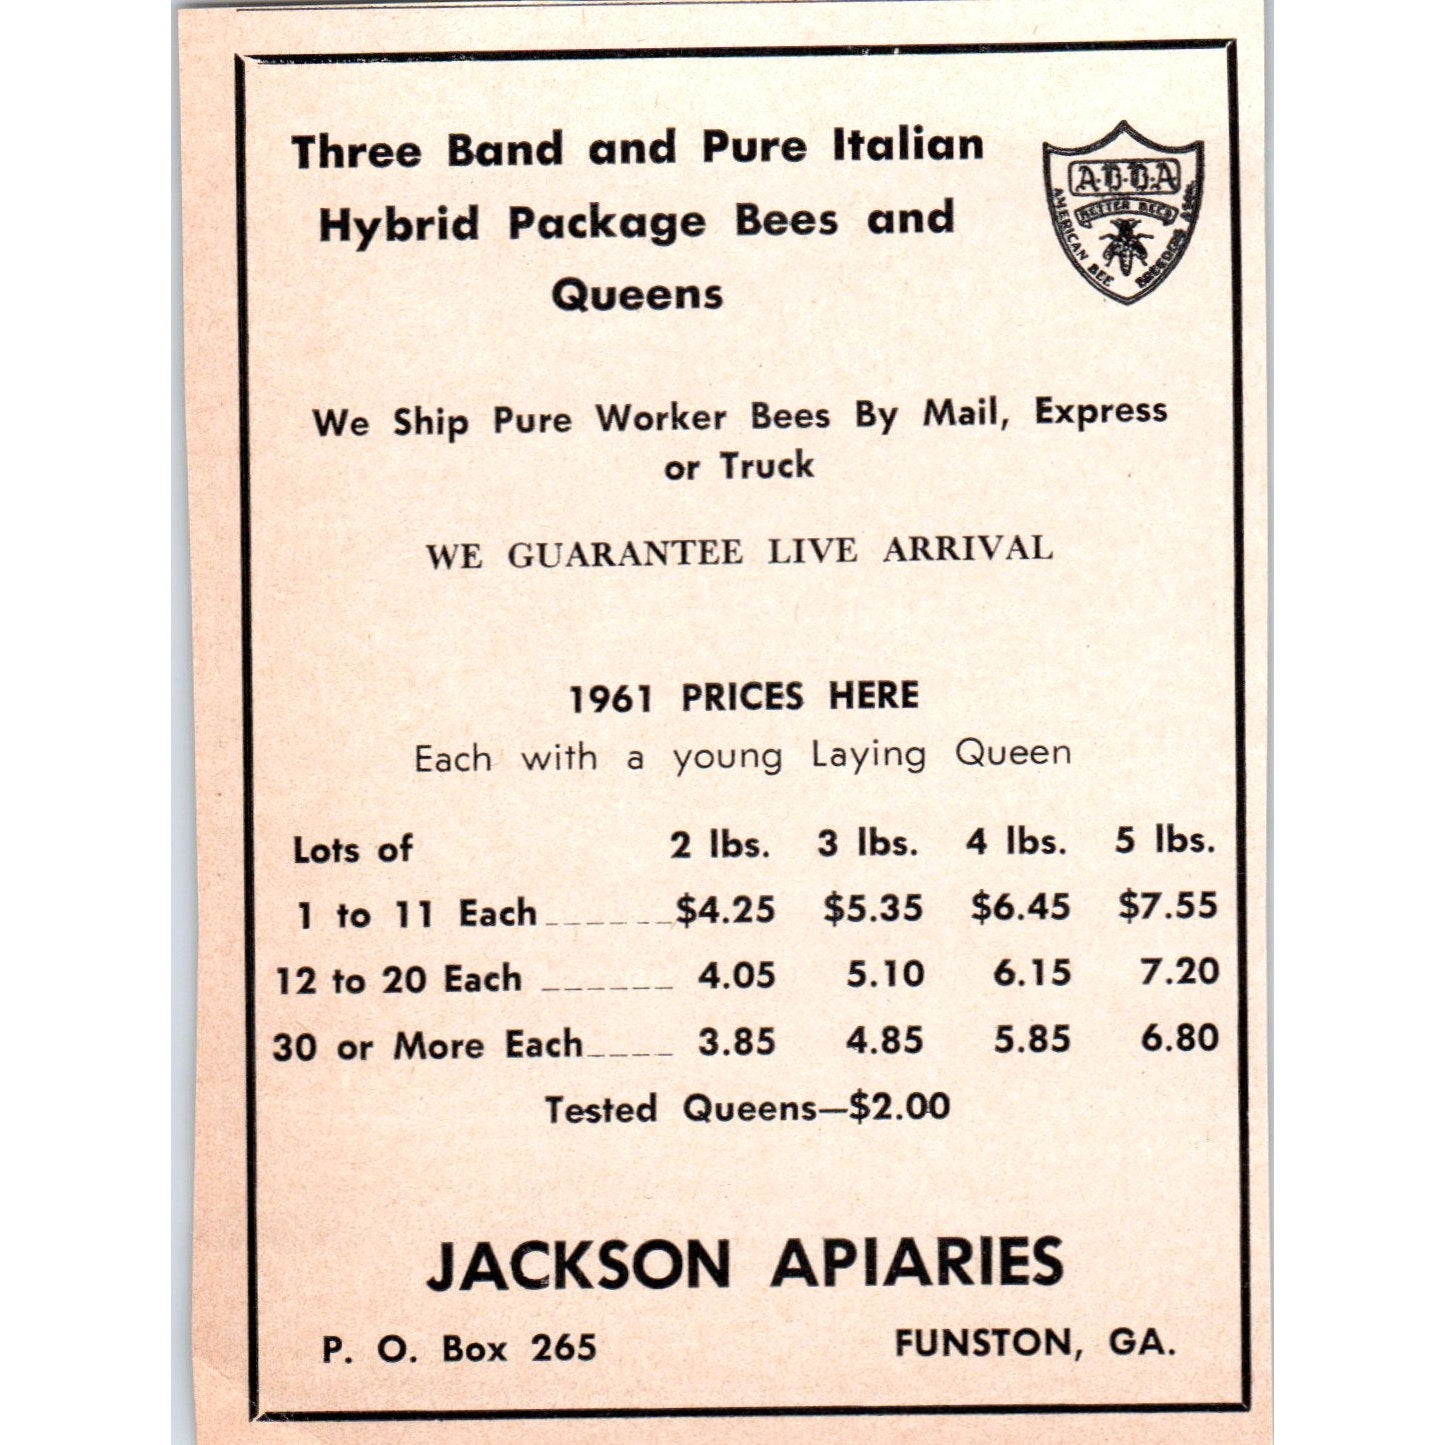 Three Band and Pure Italian
Hybrid Package Bees and
Queens
A·B·B·A
BETTER BEES
AMERICAN BEE BREEDERS ASSN.
We Ship Pure Worker Bees By Mail, Express
or Truck
WE GUARANTEE LIVE ARRIVAL
1961 PRICES HERE
Each with a young Laying Queen
Lots of 2 lbs. 3 lbs. 4 lbs. 5 lbs.
1 to 11 Each______$4.25 $5.35 $6.45 $7.55
12 to 20 Each ______ 4.05 5.10 6.15 7.20
30 or More Each____ 3.85 4.85 5.85 6.80
Tested Queens—$2.00
JACKSON APIARIES
P. O. Box 265 FUNSTON, GA.